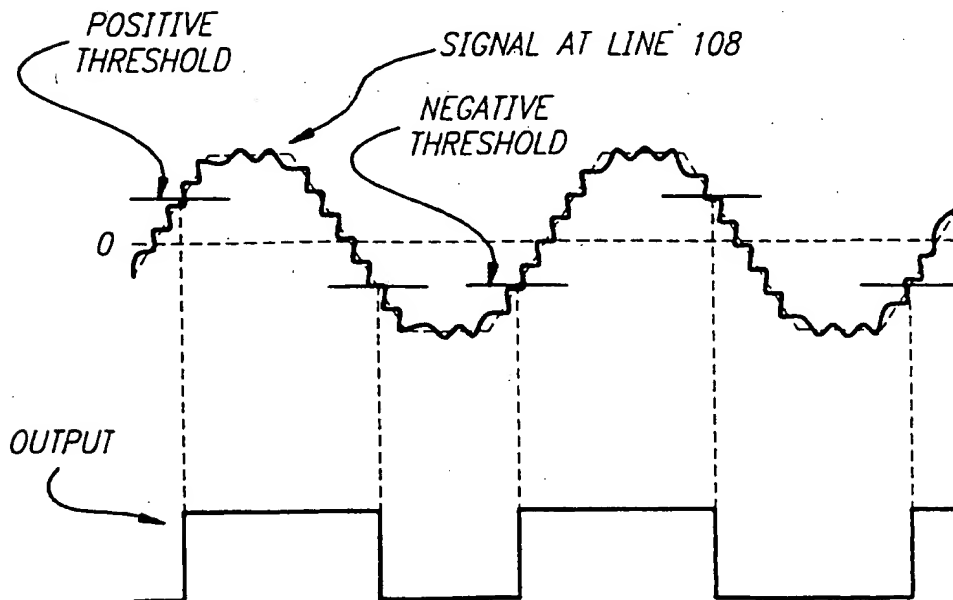 POSITIVE
THRESHOLD
SIGNAL AT LINE 108
NEGATIVE
THRESHOLD
0
OUTPUT